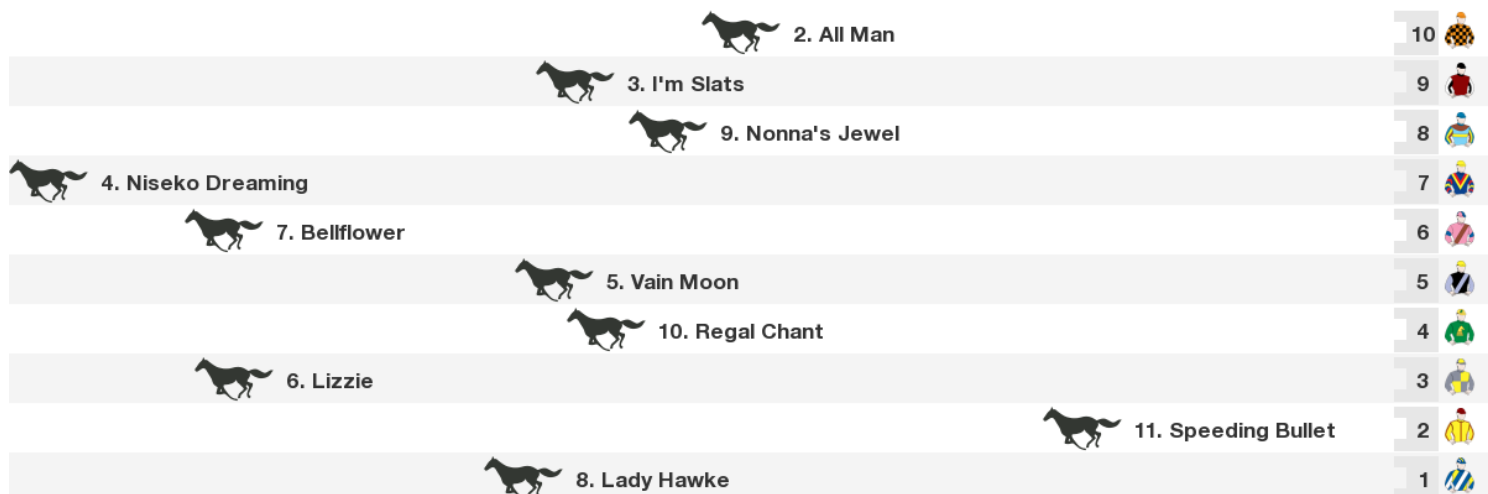 2. All Man 10
3. I'm Slats 9
9. Nonna's Jewel 8
4. Niseko Dreaming 7
7. Bellflower 6
5. Vain Moon 5
10. Regal Chant 4
6. Lizzie 3
11. Speeding Bullet 2
8. Lady Hawke 1